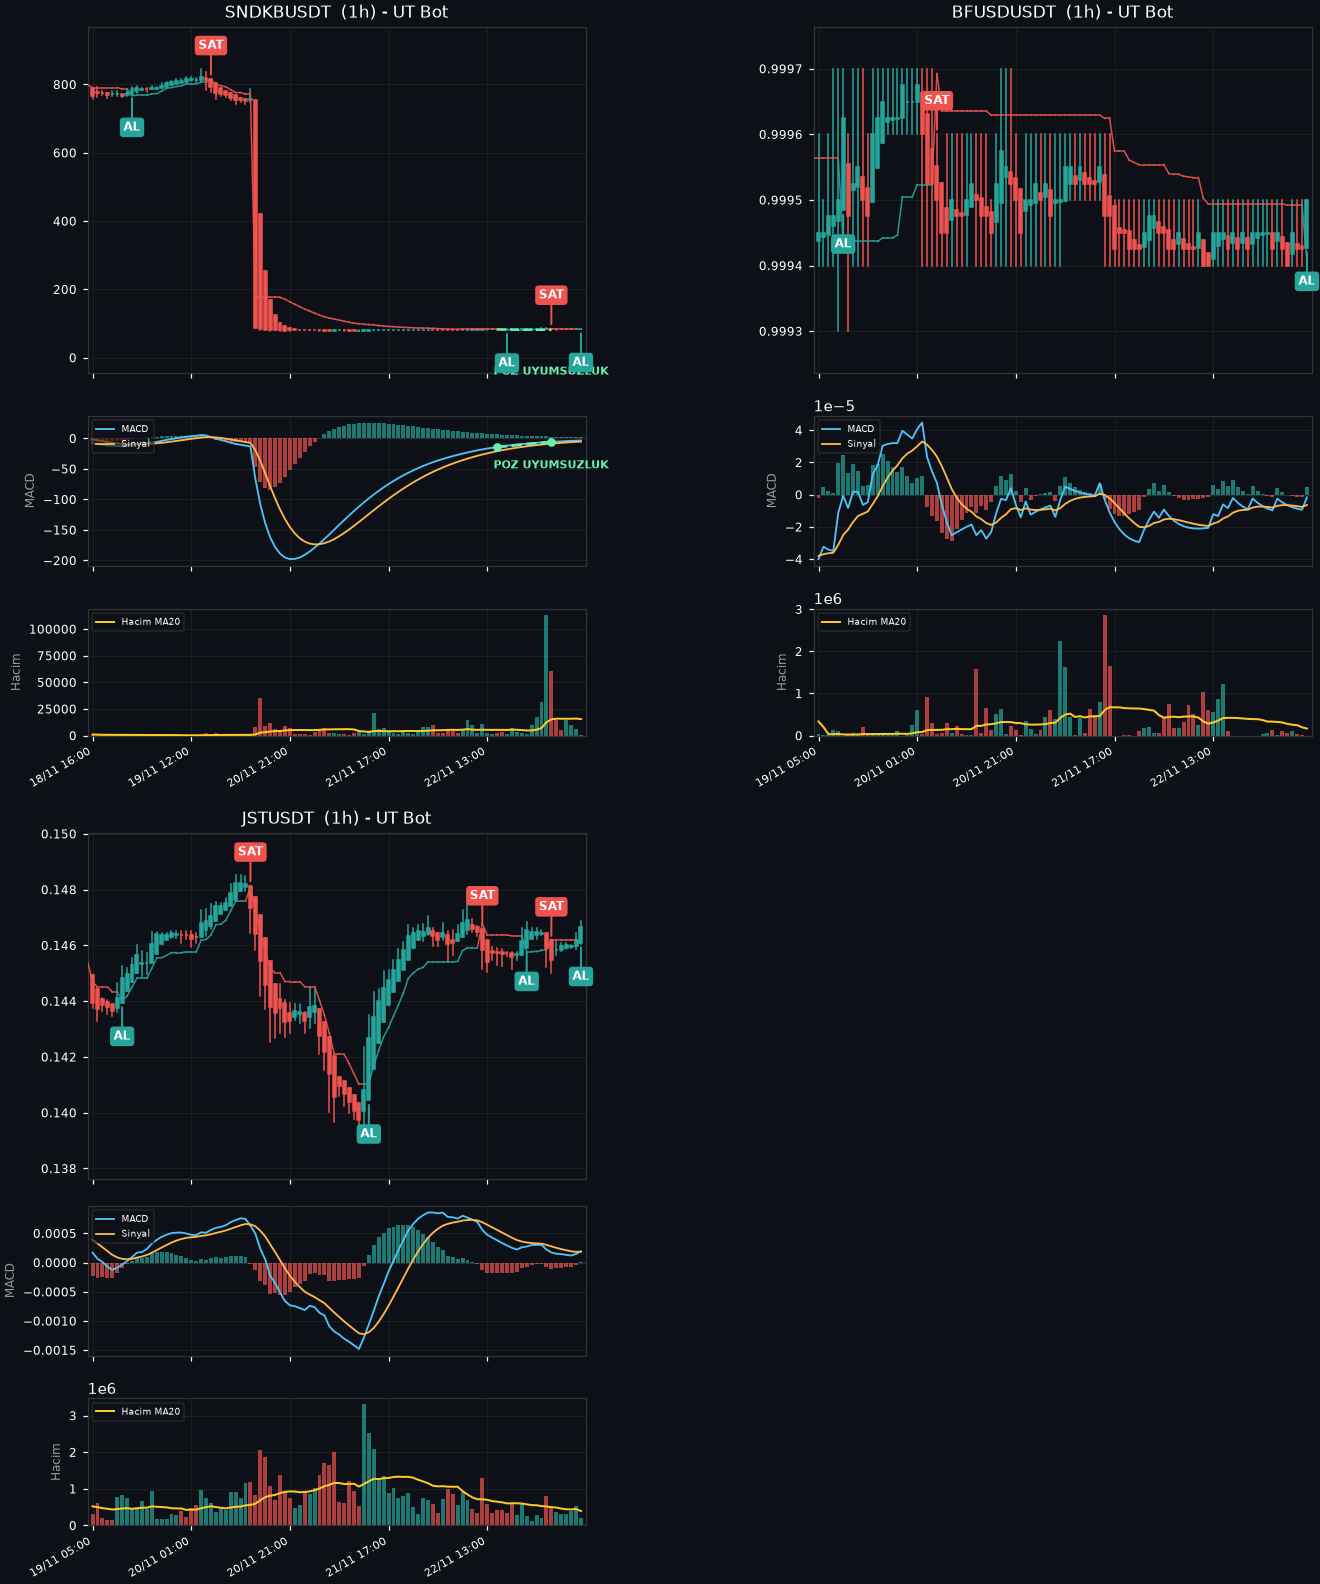 SNDKBUSDT (1h) - UT Bot
800
600
400
200
0
SAT
AL
SAT
AL
AL
POZ UYUMSUZLUK
MACD
0
−50
−100
−150
−200
MACD
Sinyal
POZ UYUMSUZLUK
Hacim
100000
75000
50000
25000
0
Hacim MA20
18/11 16:00
19/11 12:00
20/11 21:00
21/11 17:00
22/11 13:00
BFUSDUSDT (1h) - UT Bot
0.9997
0.9996
0.9995
0.9994
0.9993
SAT
AL
AL
1e−5
MACD
4
2
0
−2
−4
MACD
Sinyal
1e6
Hacim
3
2
1
0
Hacim MA20
19/11 05:00
20/11 01:00
20/11 21:00
21/11 17:00
22/11 13:00
JSTUSDT (1h) - UT Bot
0.150
0.148
0.146
0.144
0.142
0.140
0.138
SAT
SAT
SAT
AL
AL
AL
AL
MACD
0.0005
0.0000
−0.0005
−0.0010
−0.0015
MACD
Sinyal
1e6
Hacim
3
2
1
0
Hacim MA20
19/11 05:00
20/11 01:00
20/11 21:00
21/11 17:00
22/11 13:00